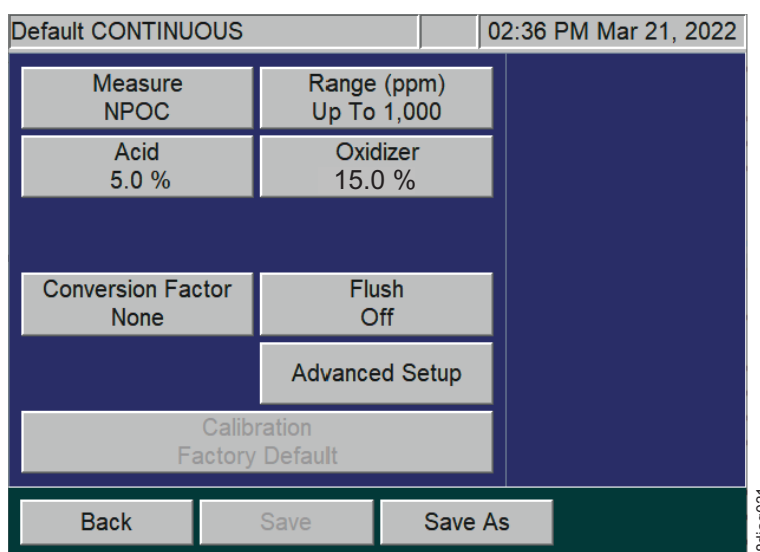 Default CONTINUOUS 02:36 PM Mar 21, 2022
Measure
NPOC
Range (ppm)
Up To 1,000
Acid
5.0 %
Oxidizer
15.0 %
Conversion Factor
None
Flush
Off
Advanced Setup
Calibration
Factory Default
Back Save Save As